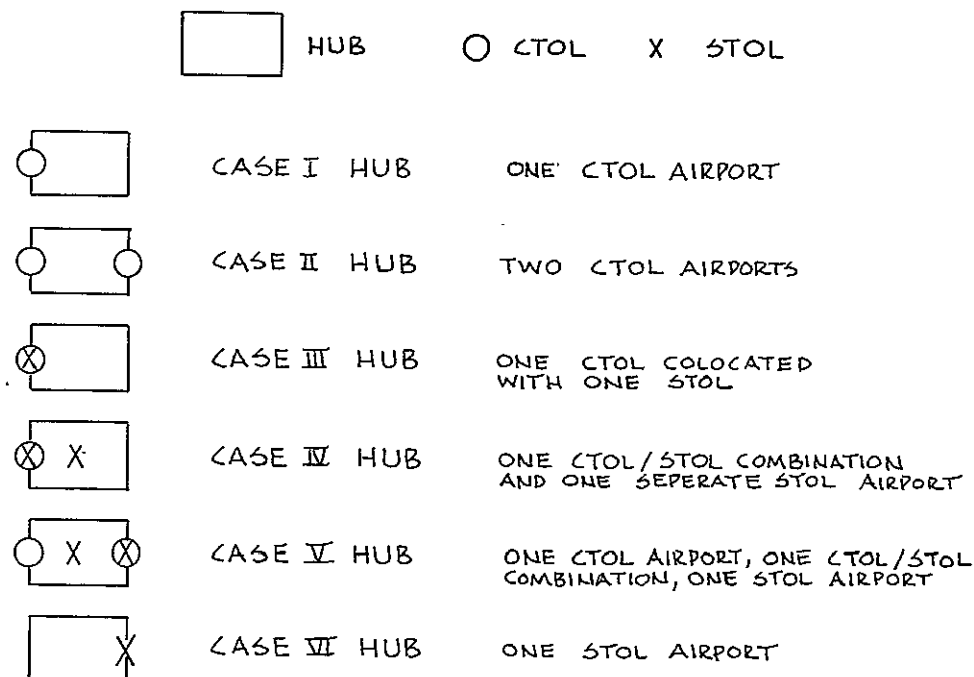 HUB CTOL X STOL
CASE I HUB ONE CTOL AIRPORT
CASE II HUB TWO CTOL AIRPORTS
X CASE III HUB ONE CTOL COLOCATED
WITH ONE STOL
X X CASE IV HUB ONE CTOL/STOL COMBINATION
AND ONE SEPERATE STOL AIRPORT
X X CASE V HUB ONE CTOL AIRPORT, ONE CTOL/STOL
COMBINATION, ONE STOL AIRPORT
X CASE VI HUB ONE STOL AIRPORT